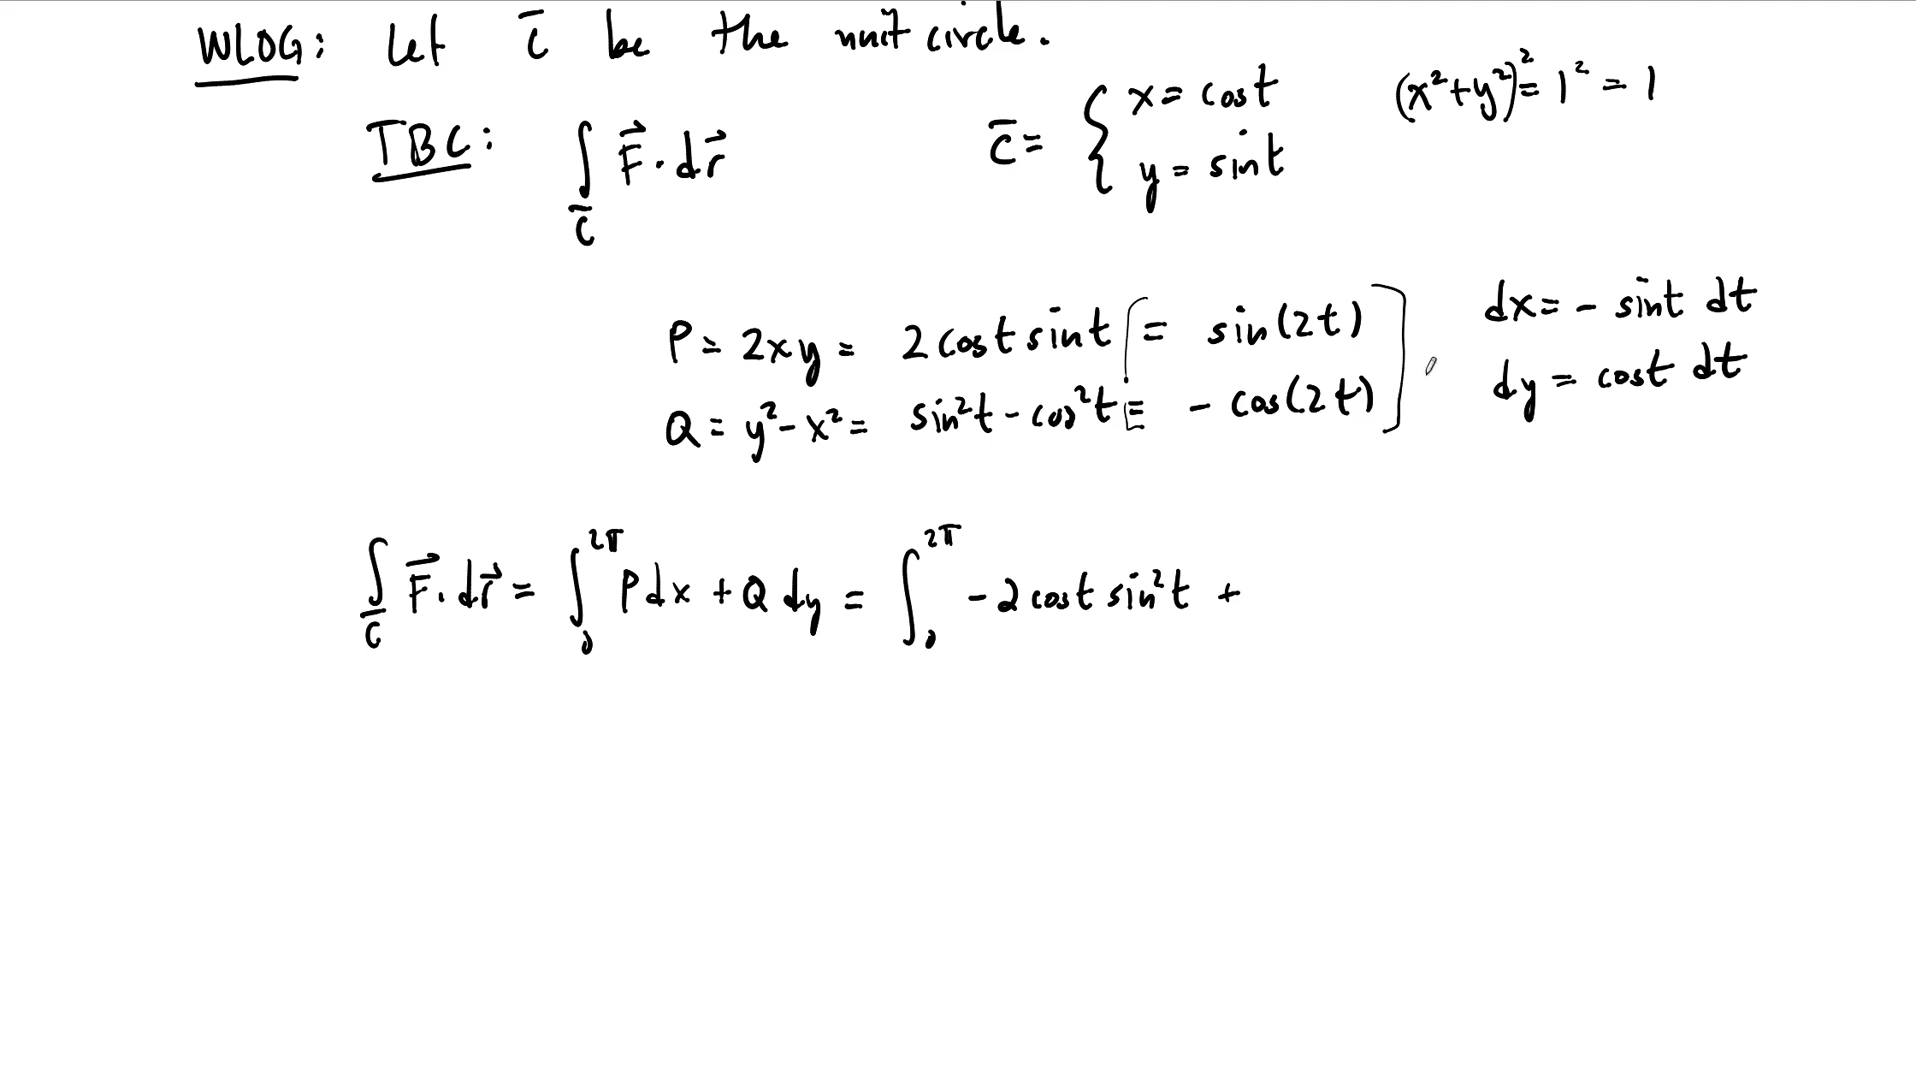 WLOG: Let c̄ be the unit circle.
TBC: ∫_c̄ F⃗ · dr⃗    c̄ = { x = cos t    (x²+y²)² = 1² = 1
y = sin t
P = 2xy = 2 cos t sin t [= sin(2t)]    dx = - sin t dt
Q = y² - x² = sin²t - cos²t [= - cos(2t)]    dy = cos t dt
∫_c̄ F⃗ · dr⃗ = ∫₀^2π P dx + Q dy = ∫₀^2π - 2 cos t sin²t +